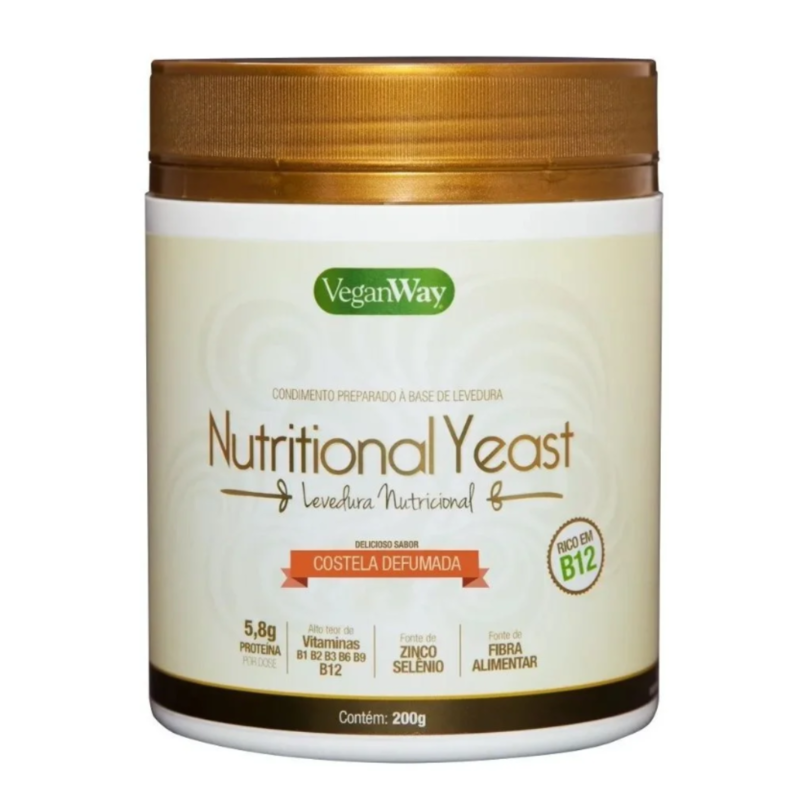 VeganWay®
CONDIMENTO PREPARADO À BASE DE LEVEDURA
Nutritional Yeast
Levedura Nutricional
DELICIOSO SABOR
COSTELA DEFUMADA
RICO EM
B12
5,8g
PROTEÍNA
POR DOSE
Alto teor de
Vitaminas
B1 B2 B3 B6 B9
B12
Fonte de
ZINCO
SELÊNIO
Fonte de
FIBRA
ALIMENTAR
Contém: 200g